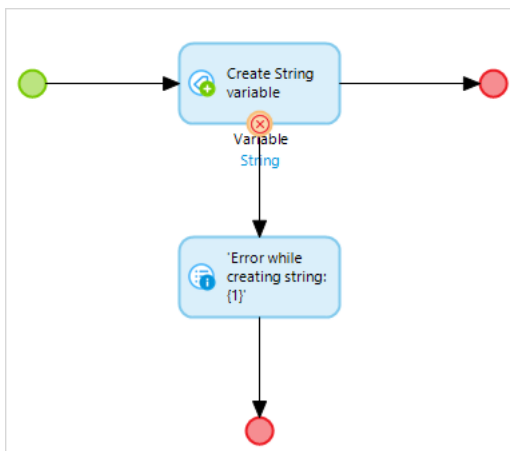 Create String
variable
Variable
String
'Error while
creating string:
{1}'